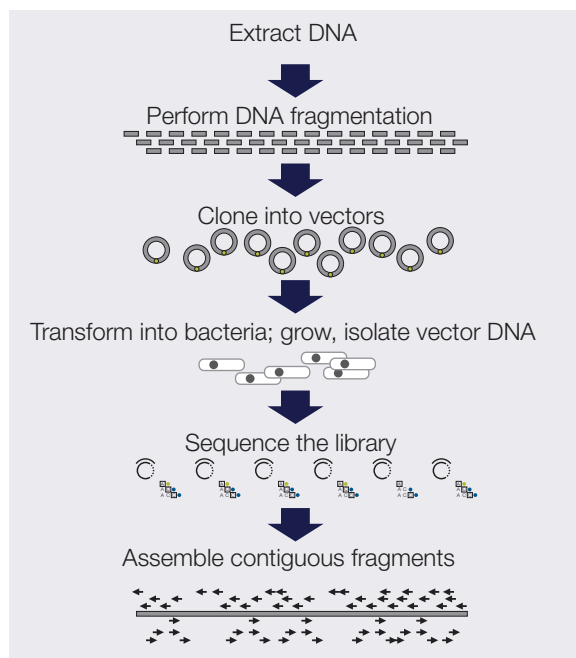 Extract DNA
Perform DNA fragmentation
Clone into vectors
Transform into bacteria; grow, isolate vector DNA
Sequence the library
Assemble contiguous fragments